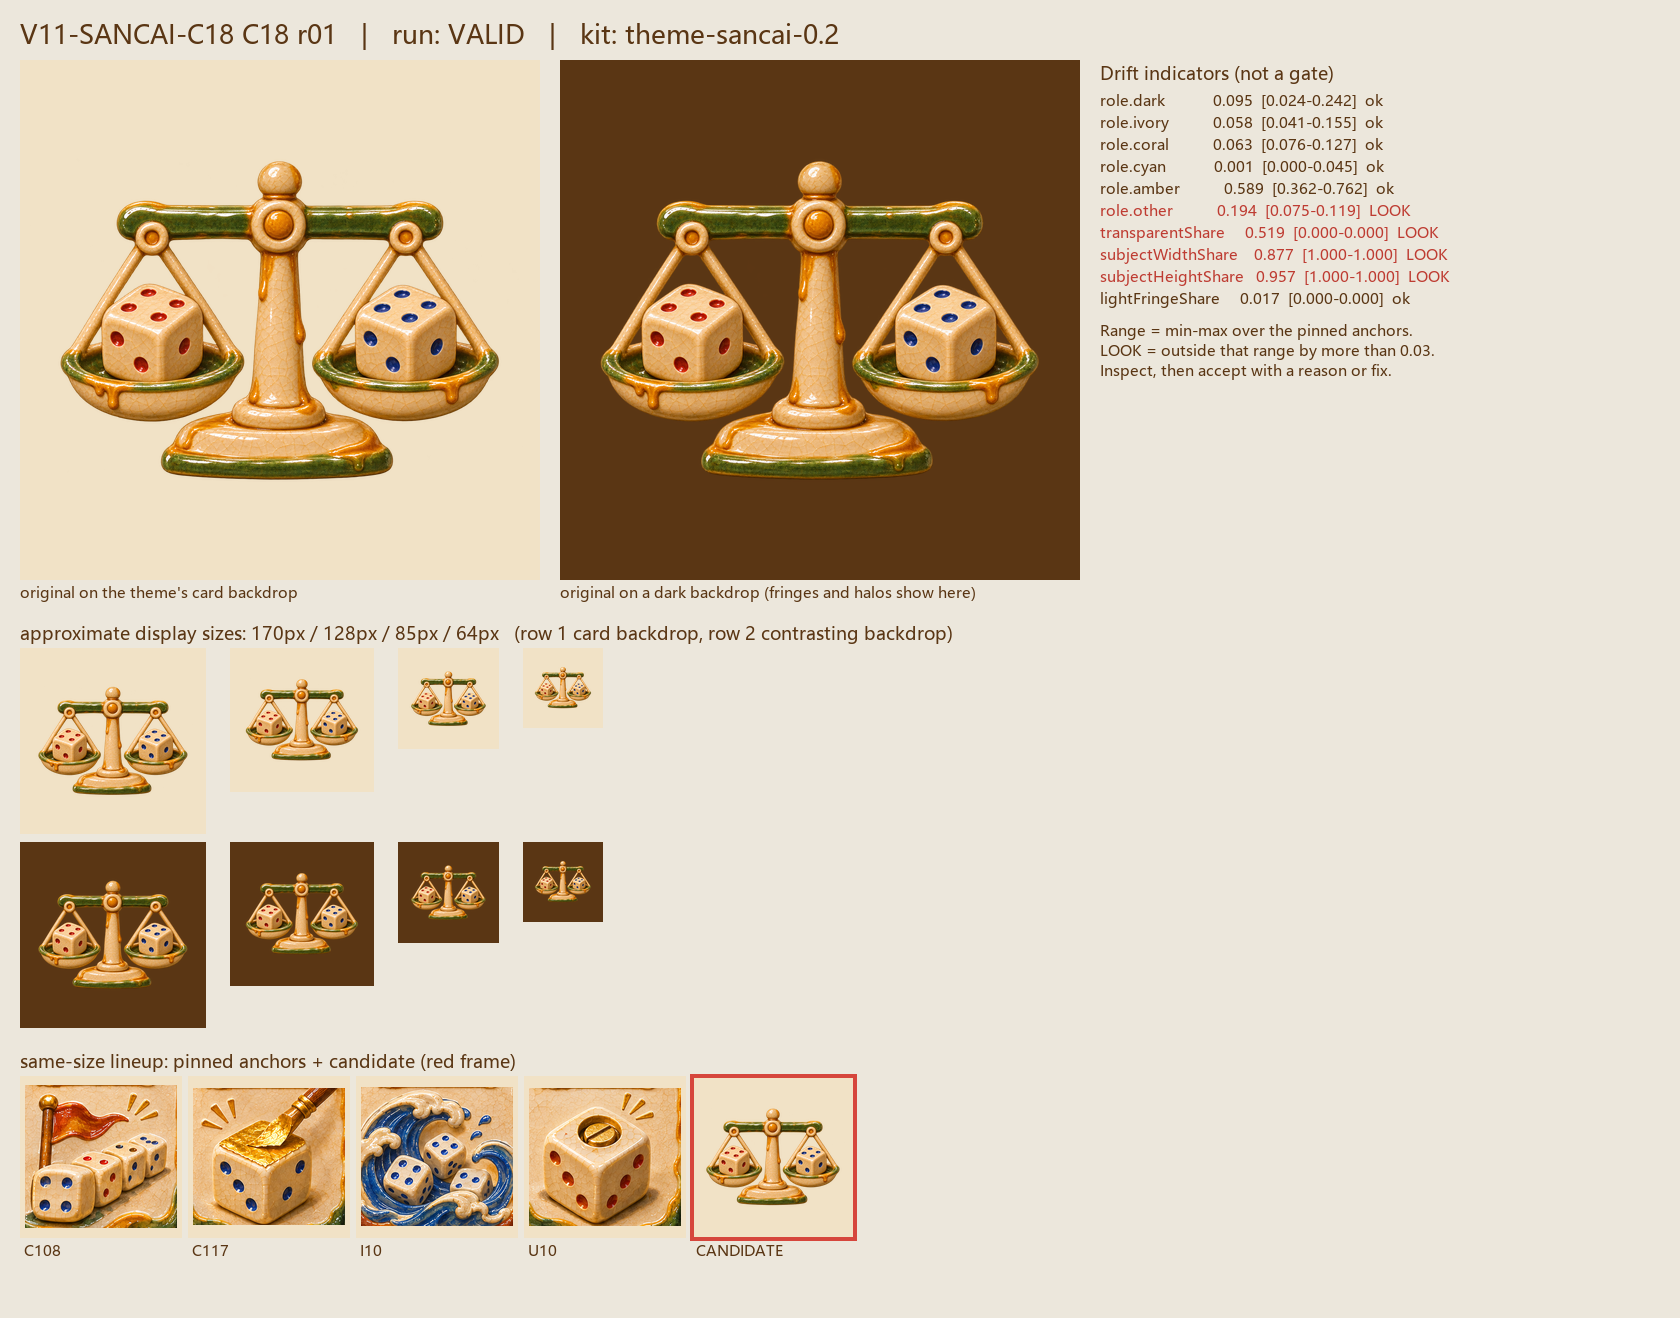 V11-SANCAI-C18 C18 r01 | run: VALID | kit: theme-sancai-0.2
Drift indicators (not a gate)
role.dark 0.095 [0.024-0.242] ok
role.ivory 0.058 [0.041-0.155] ok
role.coral 0.063 [0.076-0.127] ok
role.cyan 0.001 [0.000-0.045] ok
role.amber 0.589 [0.362-0.762] ok
role.other 0.194 [0.075-0.119] LOOK
transparentShare 0.519 [0.000-0.000] LOOK
subjectWidthShare 0.877 [1.000-1.000] LOOK
subjectHeightShare 0.957 [1.000-1.000] LOOK
lightFringeShare 0.017 [0.000-0.000] ok
Range = min-max over the pinned anchors.
LOOK = outside that range by more than 0.03.
Inspect, then accept with a reason or fix.
original on the theme's card backdrop
original on a dark backdrop (fringes and halos show here)
approximate display sizes: 170px / 128px / 85px / 64px (row 1 card backdrop, row 2 contrasting backdrop)
same-size lineup: pinned anchors + candidate (red frame)
C108
C117
I10
U10
CANDIDATE